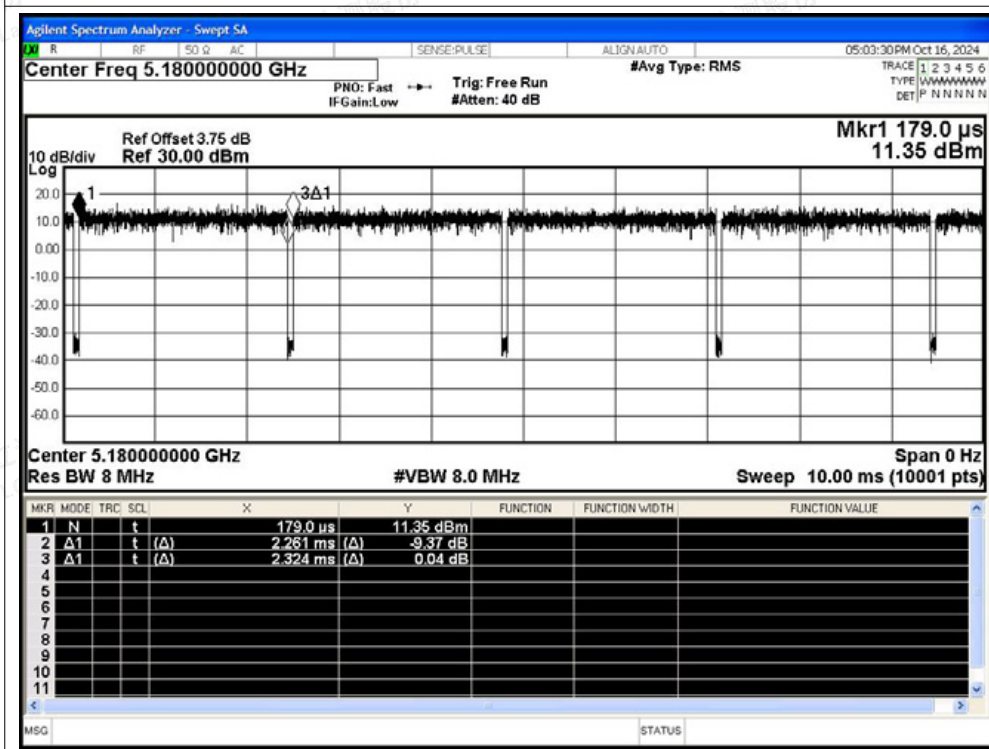 Agilent Spectrum Analyzer - Swept SA
LXI R RF 50 Ω AC SENSE:PULSE ALIGN AUTO 05:03:30 PM Oct 16, 2024
Center Freq 5.180000000 GHz #Avg Type: RMS TRACE 1 2 3 4 5 6
PNO: Fast Trig: Free Run TYPE WWWWWW
IFGain:Low #Atten: 40 dB DET P N N N N N
Mkr1 179.0 µs
11.35 dBm
Ref Offset 3.75 dB
10 dB/div Ref 30.00 dBm
Log
1 3Δ1
20.0
10.0
0.00
-10.0
-20.0
-30.0
-40.0
-50.0
-60.0
Center 5.180000000 GHz Span 0 Hz
Res BW 8 MHz #VBW 8.0 MHz Sweep 10.00 ms (10001 pts)
MKR MODE TRC SCL X Y FUNCTION FUNCTION WIDTH FUNCTION VALUE
1 N t 179.0 µs 11.35 dBm
2 Δ1 t (Δ) 2.261 ms (Δ) -9.37 dB
3 Δ1 t (Δ) 2.324 ms (Δ) 0.04 dB
4
5
6
7
8
9
10
11
MSG STATUS